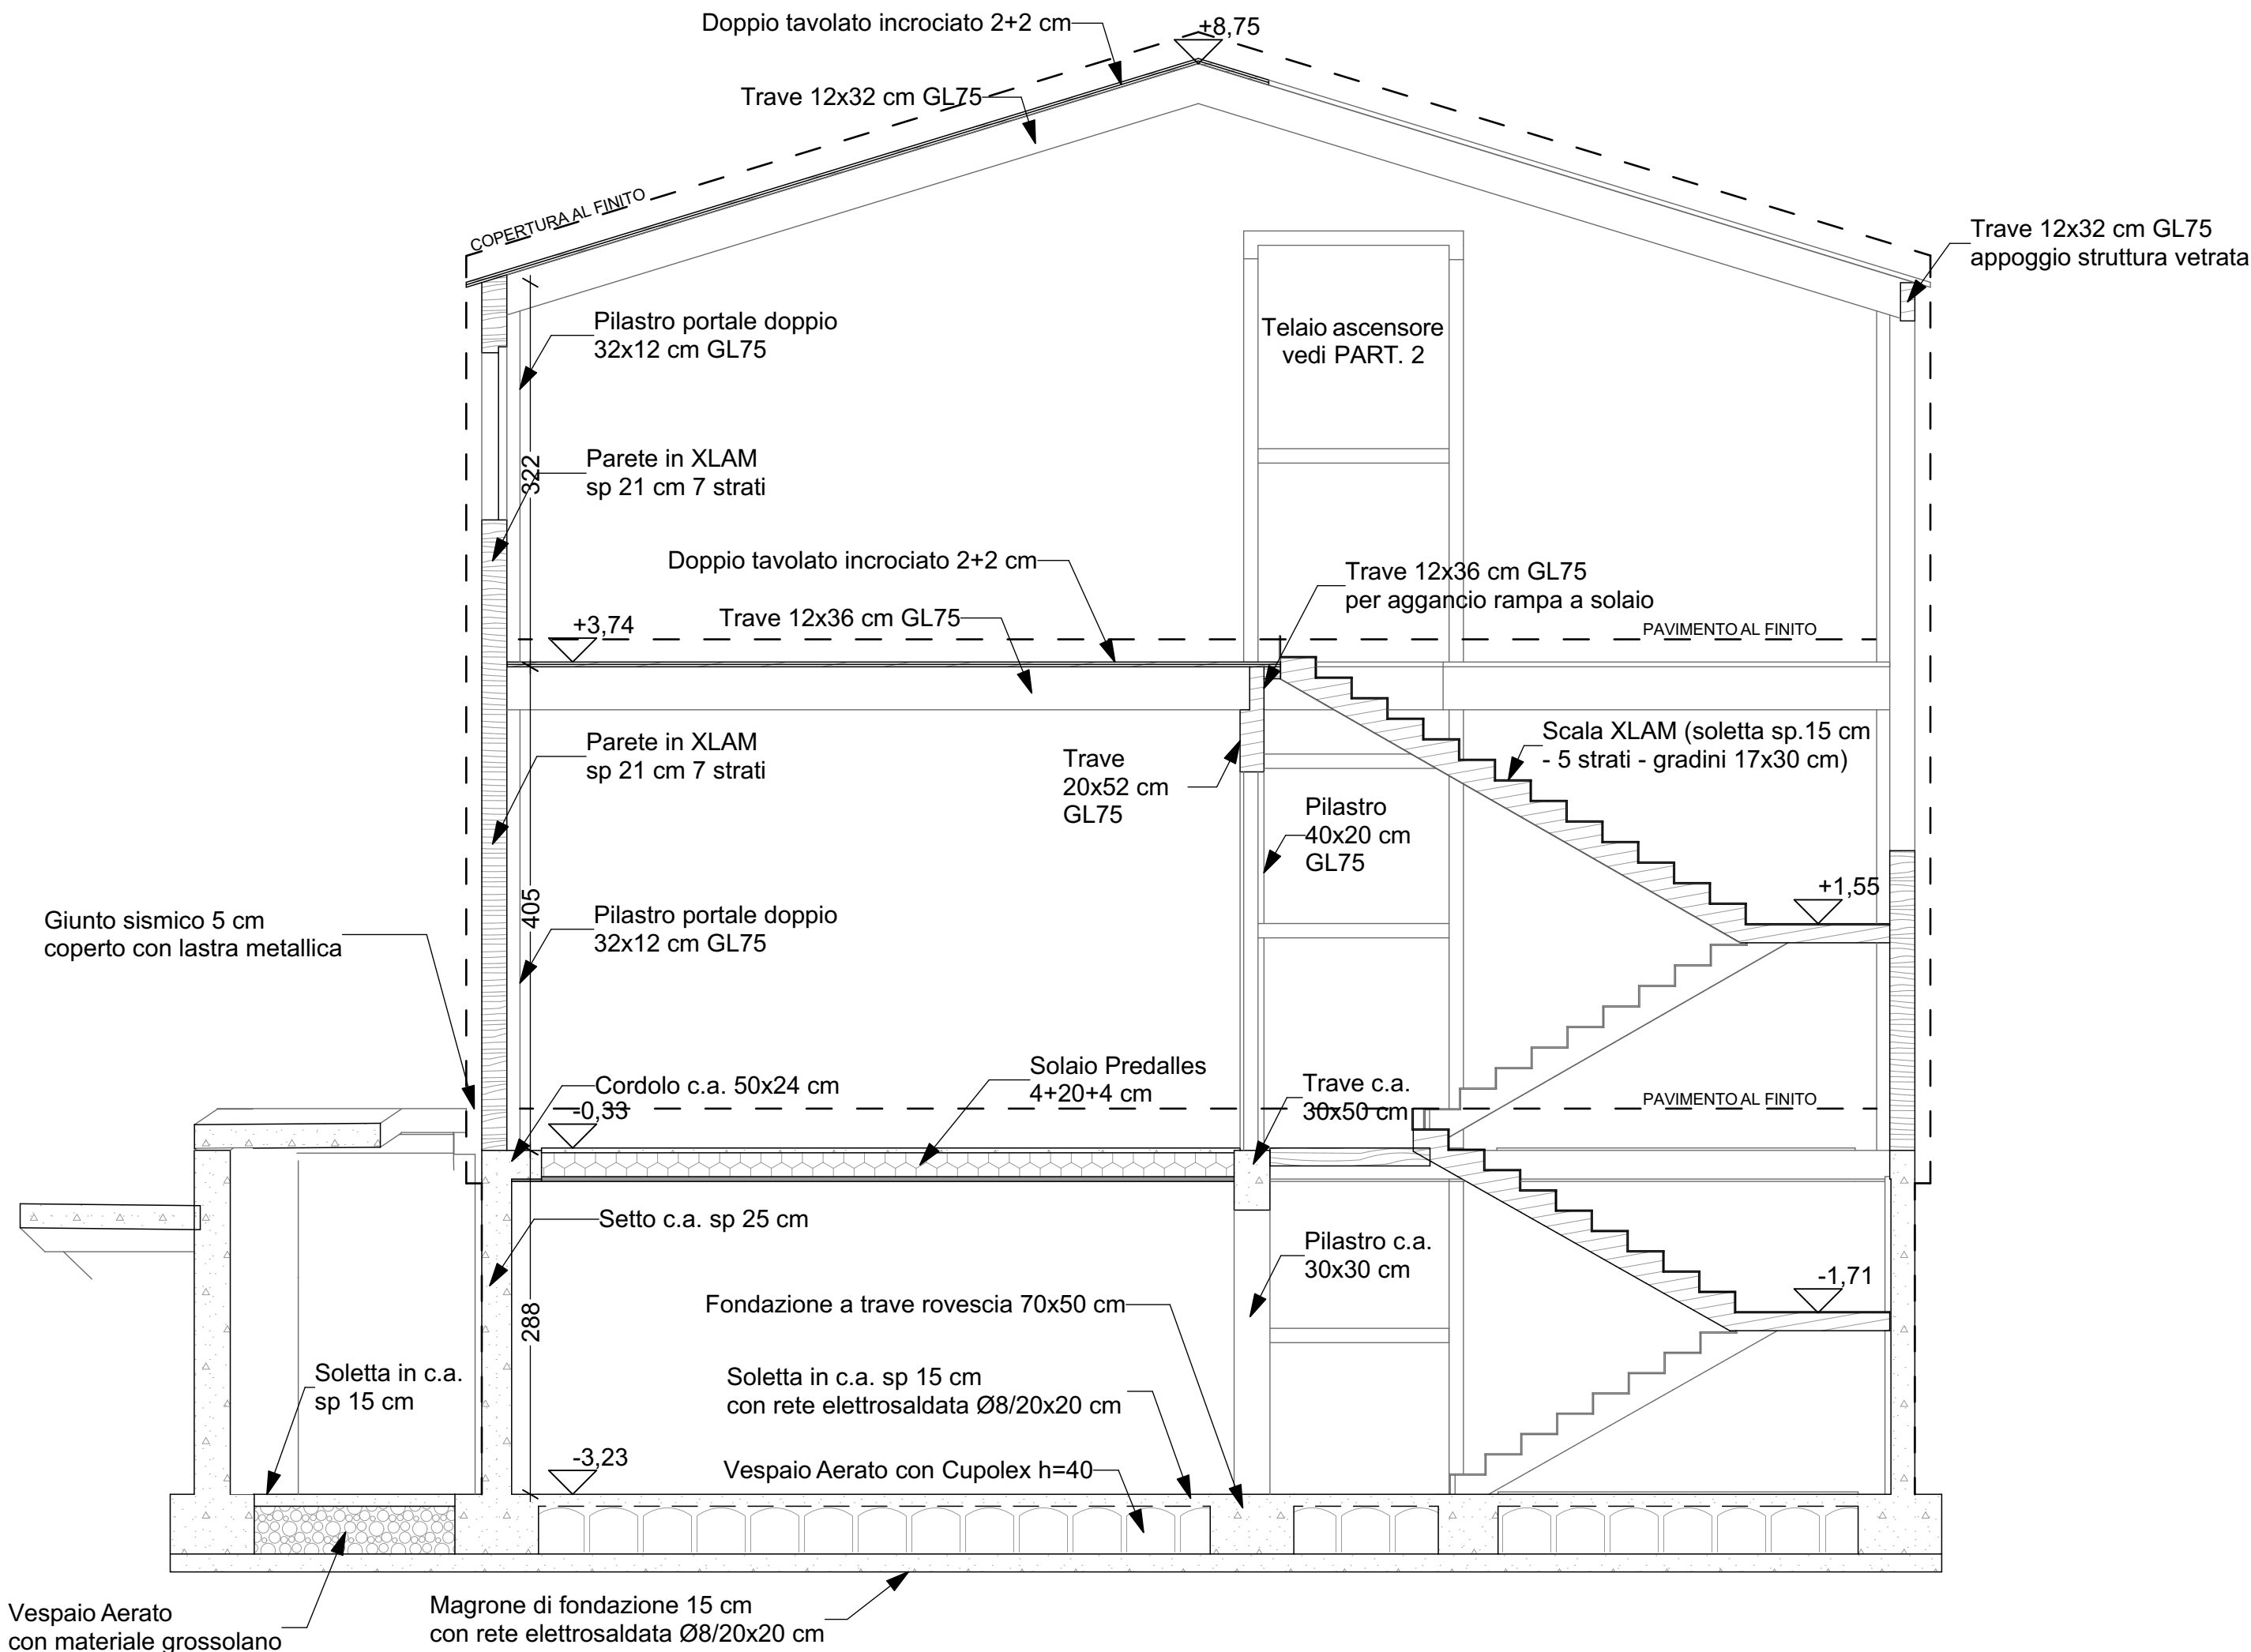 Doppio tavolato incrociato 2+2 cm
+8,75
Trave 12x32 cm GL75
COPERTURA AL FINITO
Trave 12x32 cm GL75
appoggio struttura vetrata
Pilastro portale doppio
32x12 cm GL75
Telaio ascensore
vedi PART. 2
322
Parete in XLAM
sp 21 cm 7 strati
Doppio tavolato incrociato 2+2 cm
Trave 12x36 cm GL75
per aggancio rampa a solaio
+3,74
Trave 12x36 cm GL75
PAVIMENTO AL FINITO
Parete in XLAM
sp 21 cm 7 strati
Trave
20x52 cm
GL75
Scala XLAM (soletta sp.15 cm
- 5 strati - gradini 17x30 cm)
Pilastro
40x20 cm
GL75
+1,55
405
Giunto sismico 5 cm
coperto con lastra metallica
Pilastro portale doppio
32x12 cm GL75
Cordolo c.a. 50x24 cm
-0,33
Solaio Predalles
4+20+4 cm
Trave c.a.
30x50 cm
PAVIMENTO AL FINITO
Setto c.a. sp 25 cm
Pilastro c.a.
30x30 cm
-1,71
288
Fondazione a trave rovescia 70x50 cm
Soletta in c.a.
sp 15 cm
Soletta in c.a. sp 15 cm
con rete elettrosaldata Ø8/20x20 cm
-3,23
Vespaio Aerato con Cupolex h=40
Vespaio Aerato
con materiale grossolano
Magrone di fondazione 15 cm
con rete elettrosaldata Ø8/20x20 cm